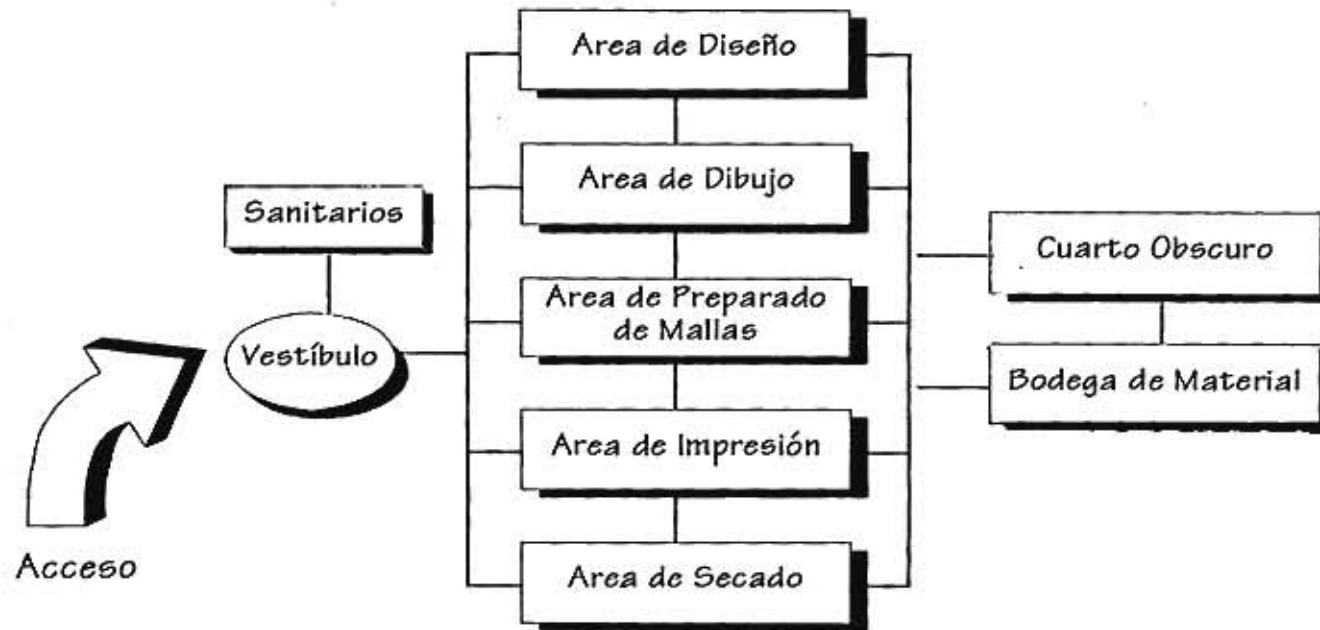 Area de Diseño
Area de Dibujo
Sanitarios
Cuarto Obscuro
Area de Preparado
de Mallas
Vestíbulo
Bodega de Material
Area de Impresión
Acceso
Area de Secado